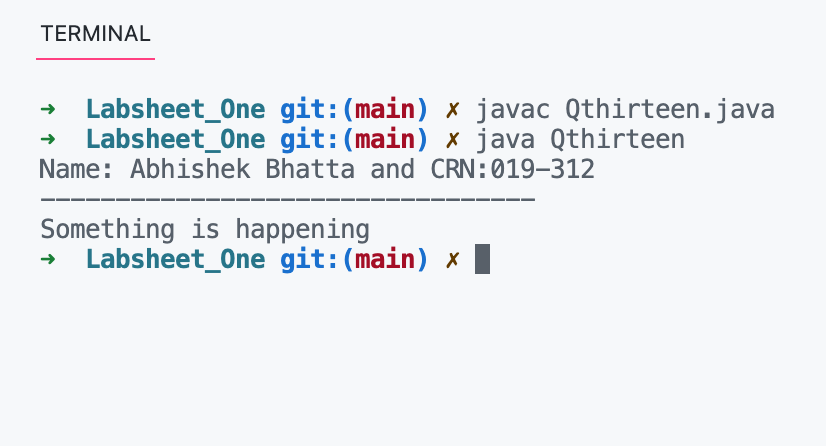 TERMINAL
➜  Labsheet_One git:(main) ✗ javac Qthirteen.java
➜  Labsheet_One git:(main) ✗ java Qthirteen
Name: Abhishek Bhatta and CRN:019-312
---------------------------------
Something is happening
➜  Labsheet_One git:(main) ✗